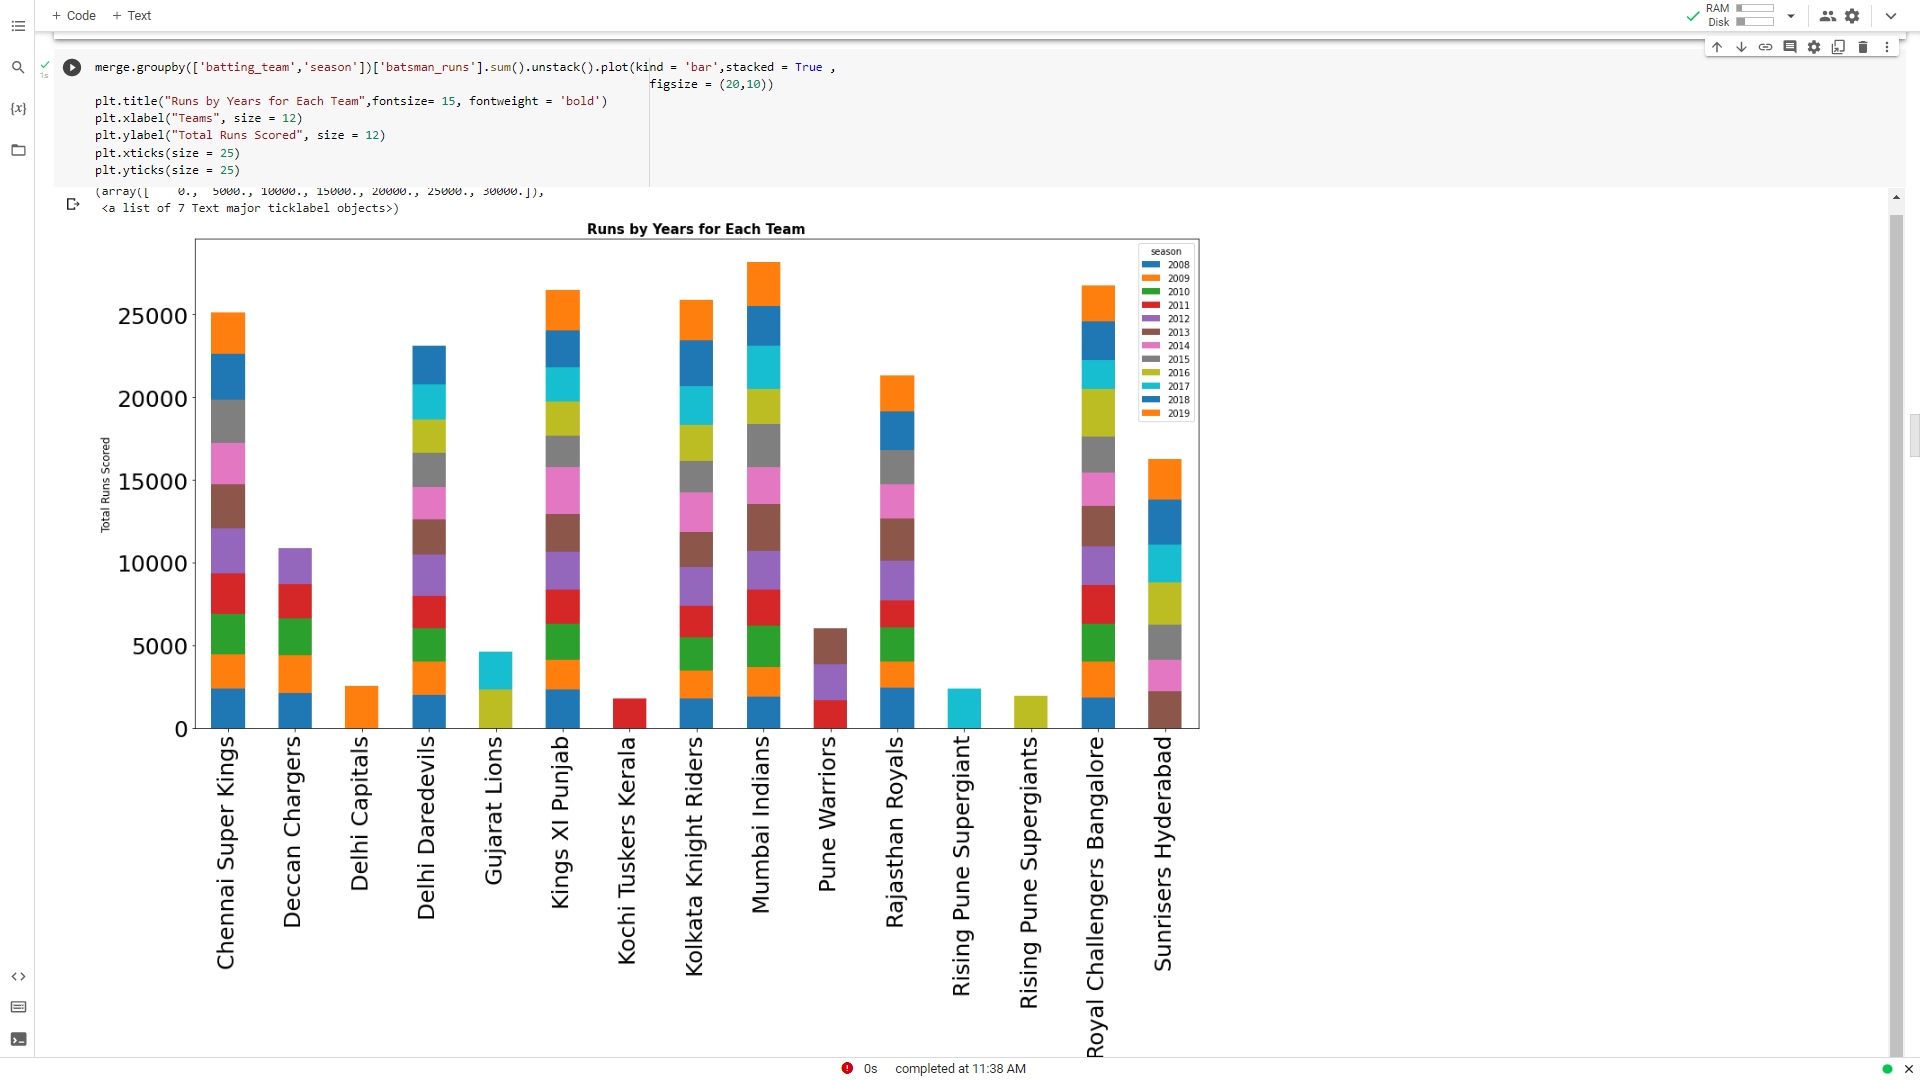 + Code + Text
RAM
Disk
{x}
1s
merge.groupby(['batting_team','season'])['batsman_runs'].sum().unstack().plot(kind = 'bar',stacked = True ,
figsize = (20,10))
plt.title("Runs by Years for Each Team",fontsize= 15, fontweight = 'bold')
plt.xlabel("Teams", size = 12)
plt.ylabel("Total Runs Scored", size = 12)
plt.xticks(size = 25)
plt.yticks(size = 25)
(array([    0.,  5000., 10000., 15000., 20000., 25000., 30000.]),
<a list of 7 Text major ticklabel objects>)
Runs by Years for Each Team
season
2008
2009
2010
2011
2012
2013
2014
2015
2016
2017
2018
2019
25000
20000
15000
10000
5000
0
Total Runs Scored
Chennai Super Kings
Deccan Chargers
Delhi Capitals
Delhi Daredevils
Gujarat Lions
Kings XI Punjab
Kochi Tuskers Kerala
Kolkata Knight Riders
Mumbai Indians
Pune Warriors
Rajasthan Royals
Rising Pune Supergiant
Rising Pune Supergiants
Royal Challengers Bangalore
Sunrisers Hyderabad
0s completed at 11:38 AM